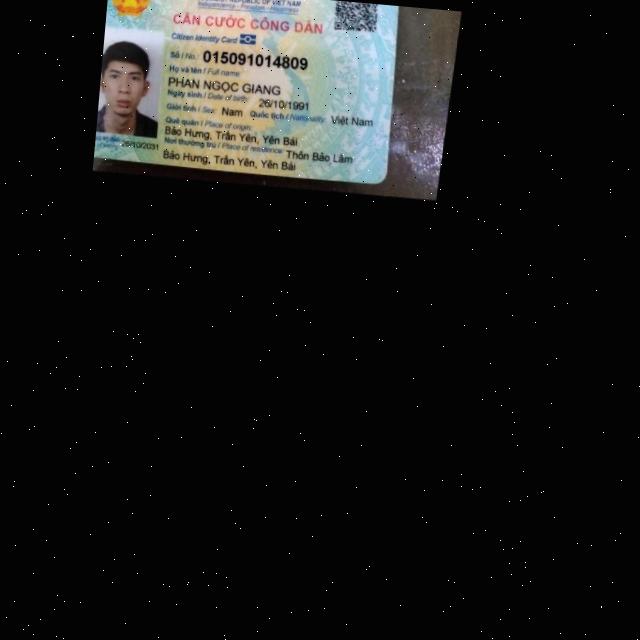 OF VIET NAM
CĂN CƯỚC CÔNG DÂN
Citizen Identity Card
Số / No.: 015091014809
Họ và tên / Full name:
PHAN NGỌC GIANG
Ngày sinh / Date of birth: 26/10/1991
Giới tính / Sex: Nam Quốc tịch / Nationality: Việt Nam
Quê quán / Place of origin:
Bảo Hưng, Trấn Yên, Yên Bái
Nơi thường trú / Place of residence: Thôn Bảo Lâm
26/10/2031
Bảo Hưng, Trấn Yên, Yên Bái